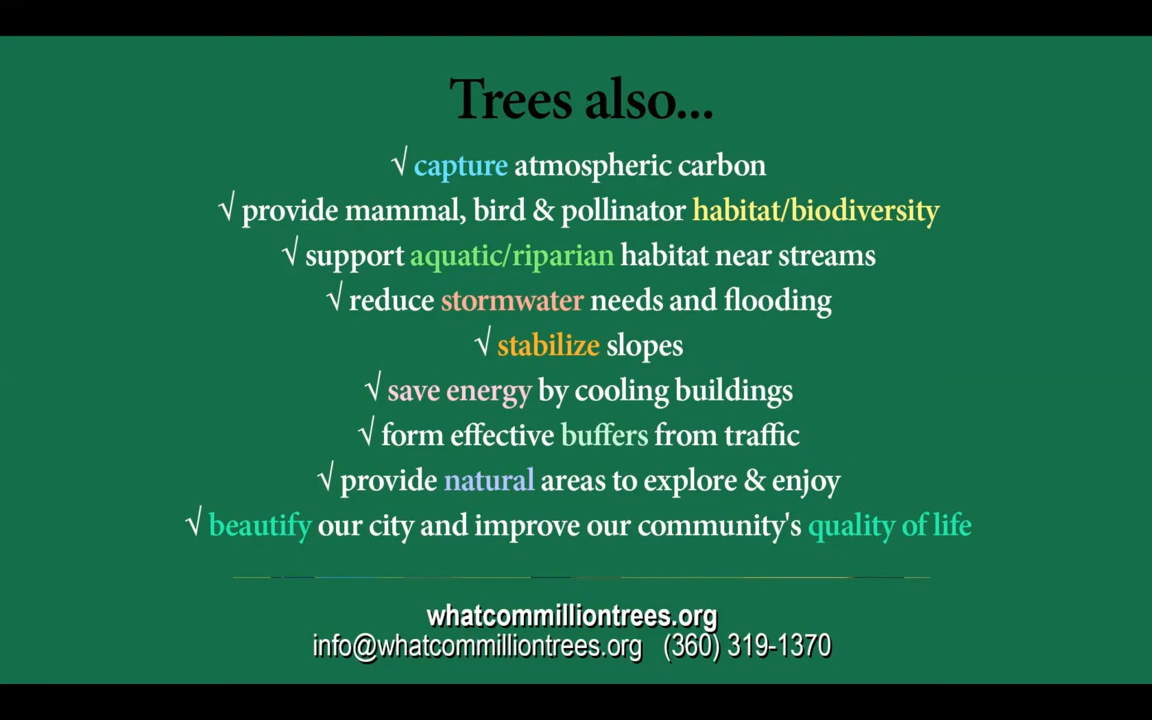 Trees also...
√ capture atmospheric carbon
√ provide mammal, bird & pollinator habitat/biodiversity
√ support aquatic/riparian habitat near streams
√ reduce stormwater needs and flooding
√ stabilize slopes
√ save energy by cooling buildings
√ form effective buffers from traffic
√ provide natural areas to explore & enjoy
√ beautify our city and improve our community's quality of life
whatcommilliontrees.org
info@whatcommilliontrees.org (360) 319-1370